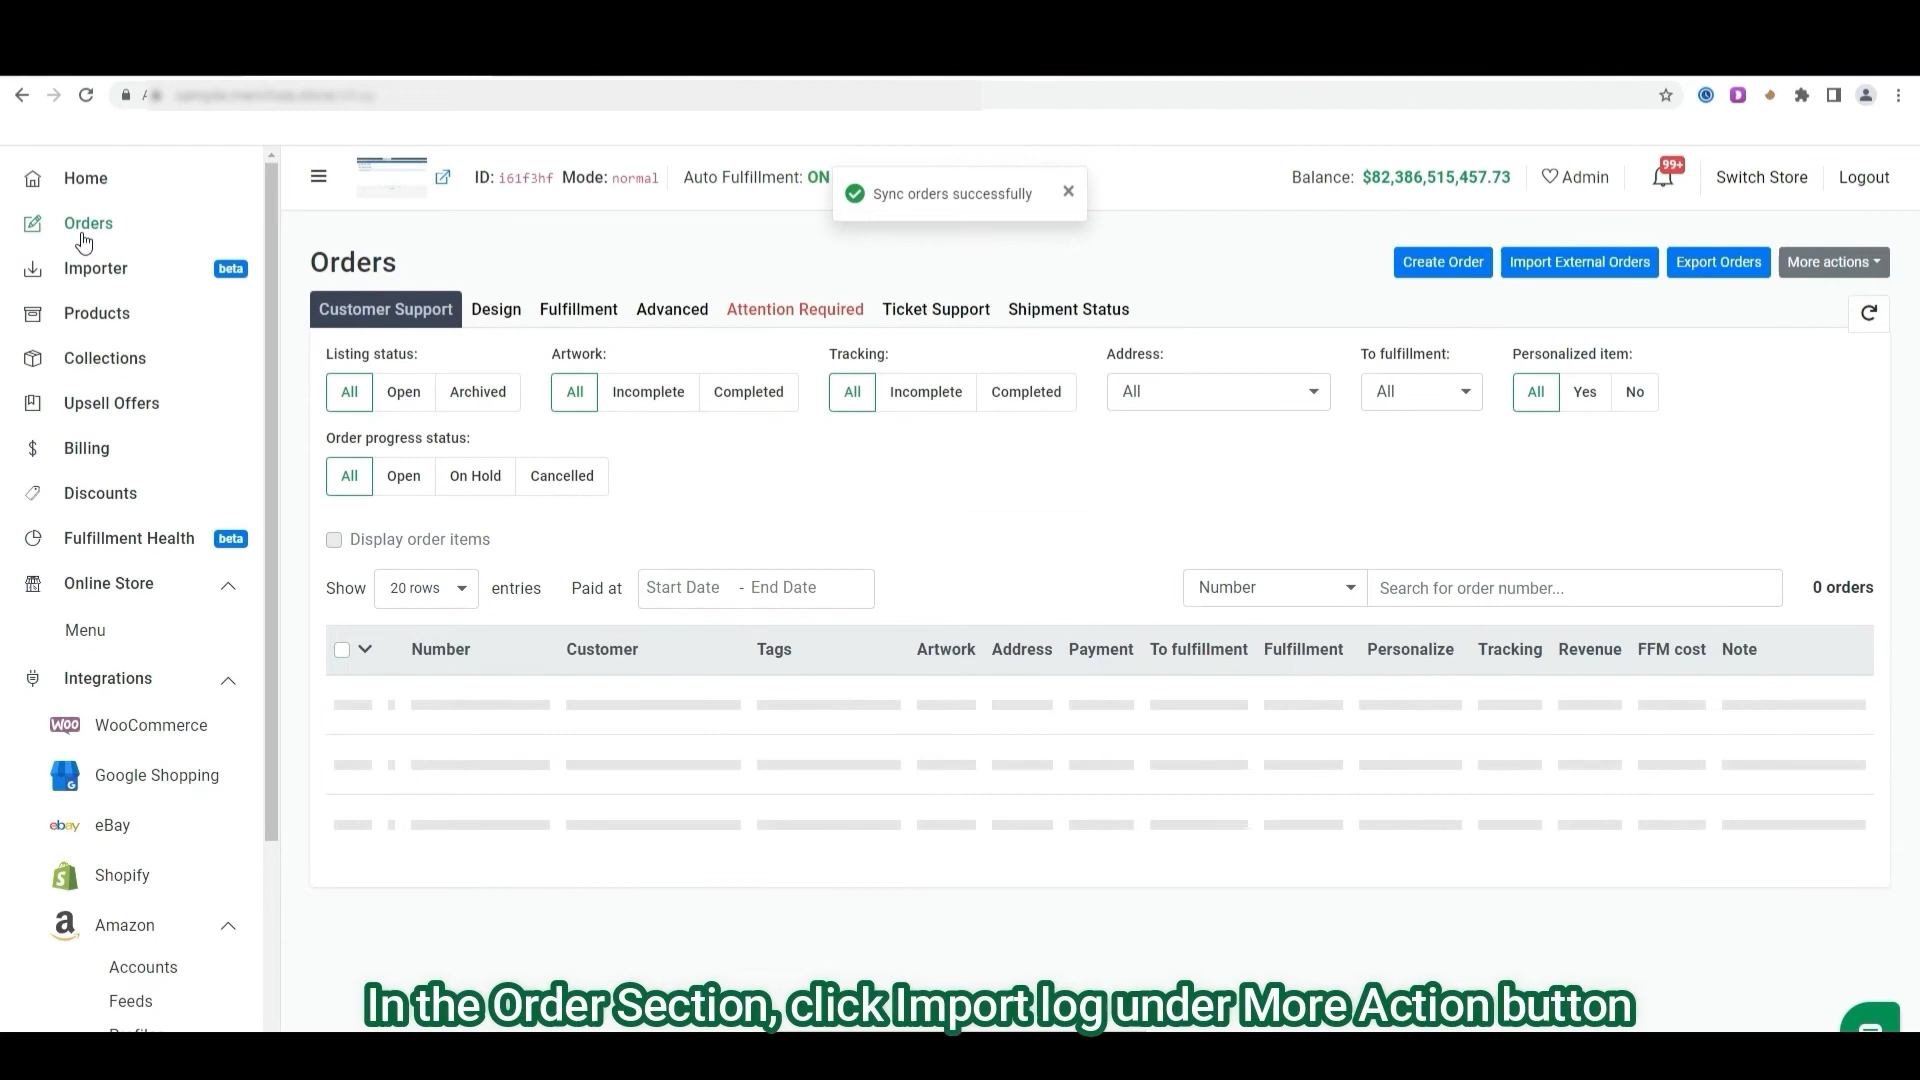 Home
Orders
Importer beta
Products
Collections
Upsell Offers
Billing
Discounts
Fulfillment Health beta
Online Store
Menu
Integrations
WOO WooCommerce
Google Shopping
ebay eBay
Shopify
Amazon
Accounts
Feeds
ID: i61f3hf Mode: normal Auto Fulfillment: ON
Sync orders successfully
Balance: $82,386,515,457.73 Admin 99+ Switch Store Logout
Orders
Create Order Import External Orders Export Orders More actions
Customer Support Design Fulfillment Advanced Attention Required Ticket Support Shipment Status
Listing status: Artwork: Tracking: Address: To fulfillment: Personalized item:
All Open Archived All Incomplete Completed All Incomplete Completed All All All Yes No
Order progress status:
All Open On Hold Cancelled
Display order items
Show 20 rows entries Paid at Start Date - End Date Number Search for order number... 0 orders
Number Customer Tags Artwork Address Payment To fulfillment Fulfillment Personalize Tracking Revenue FFM cost Note
In the Order Section, click Import log under More Action button